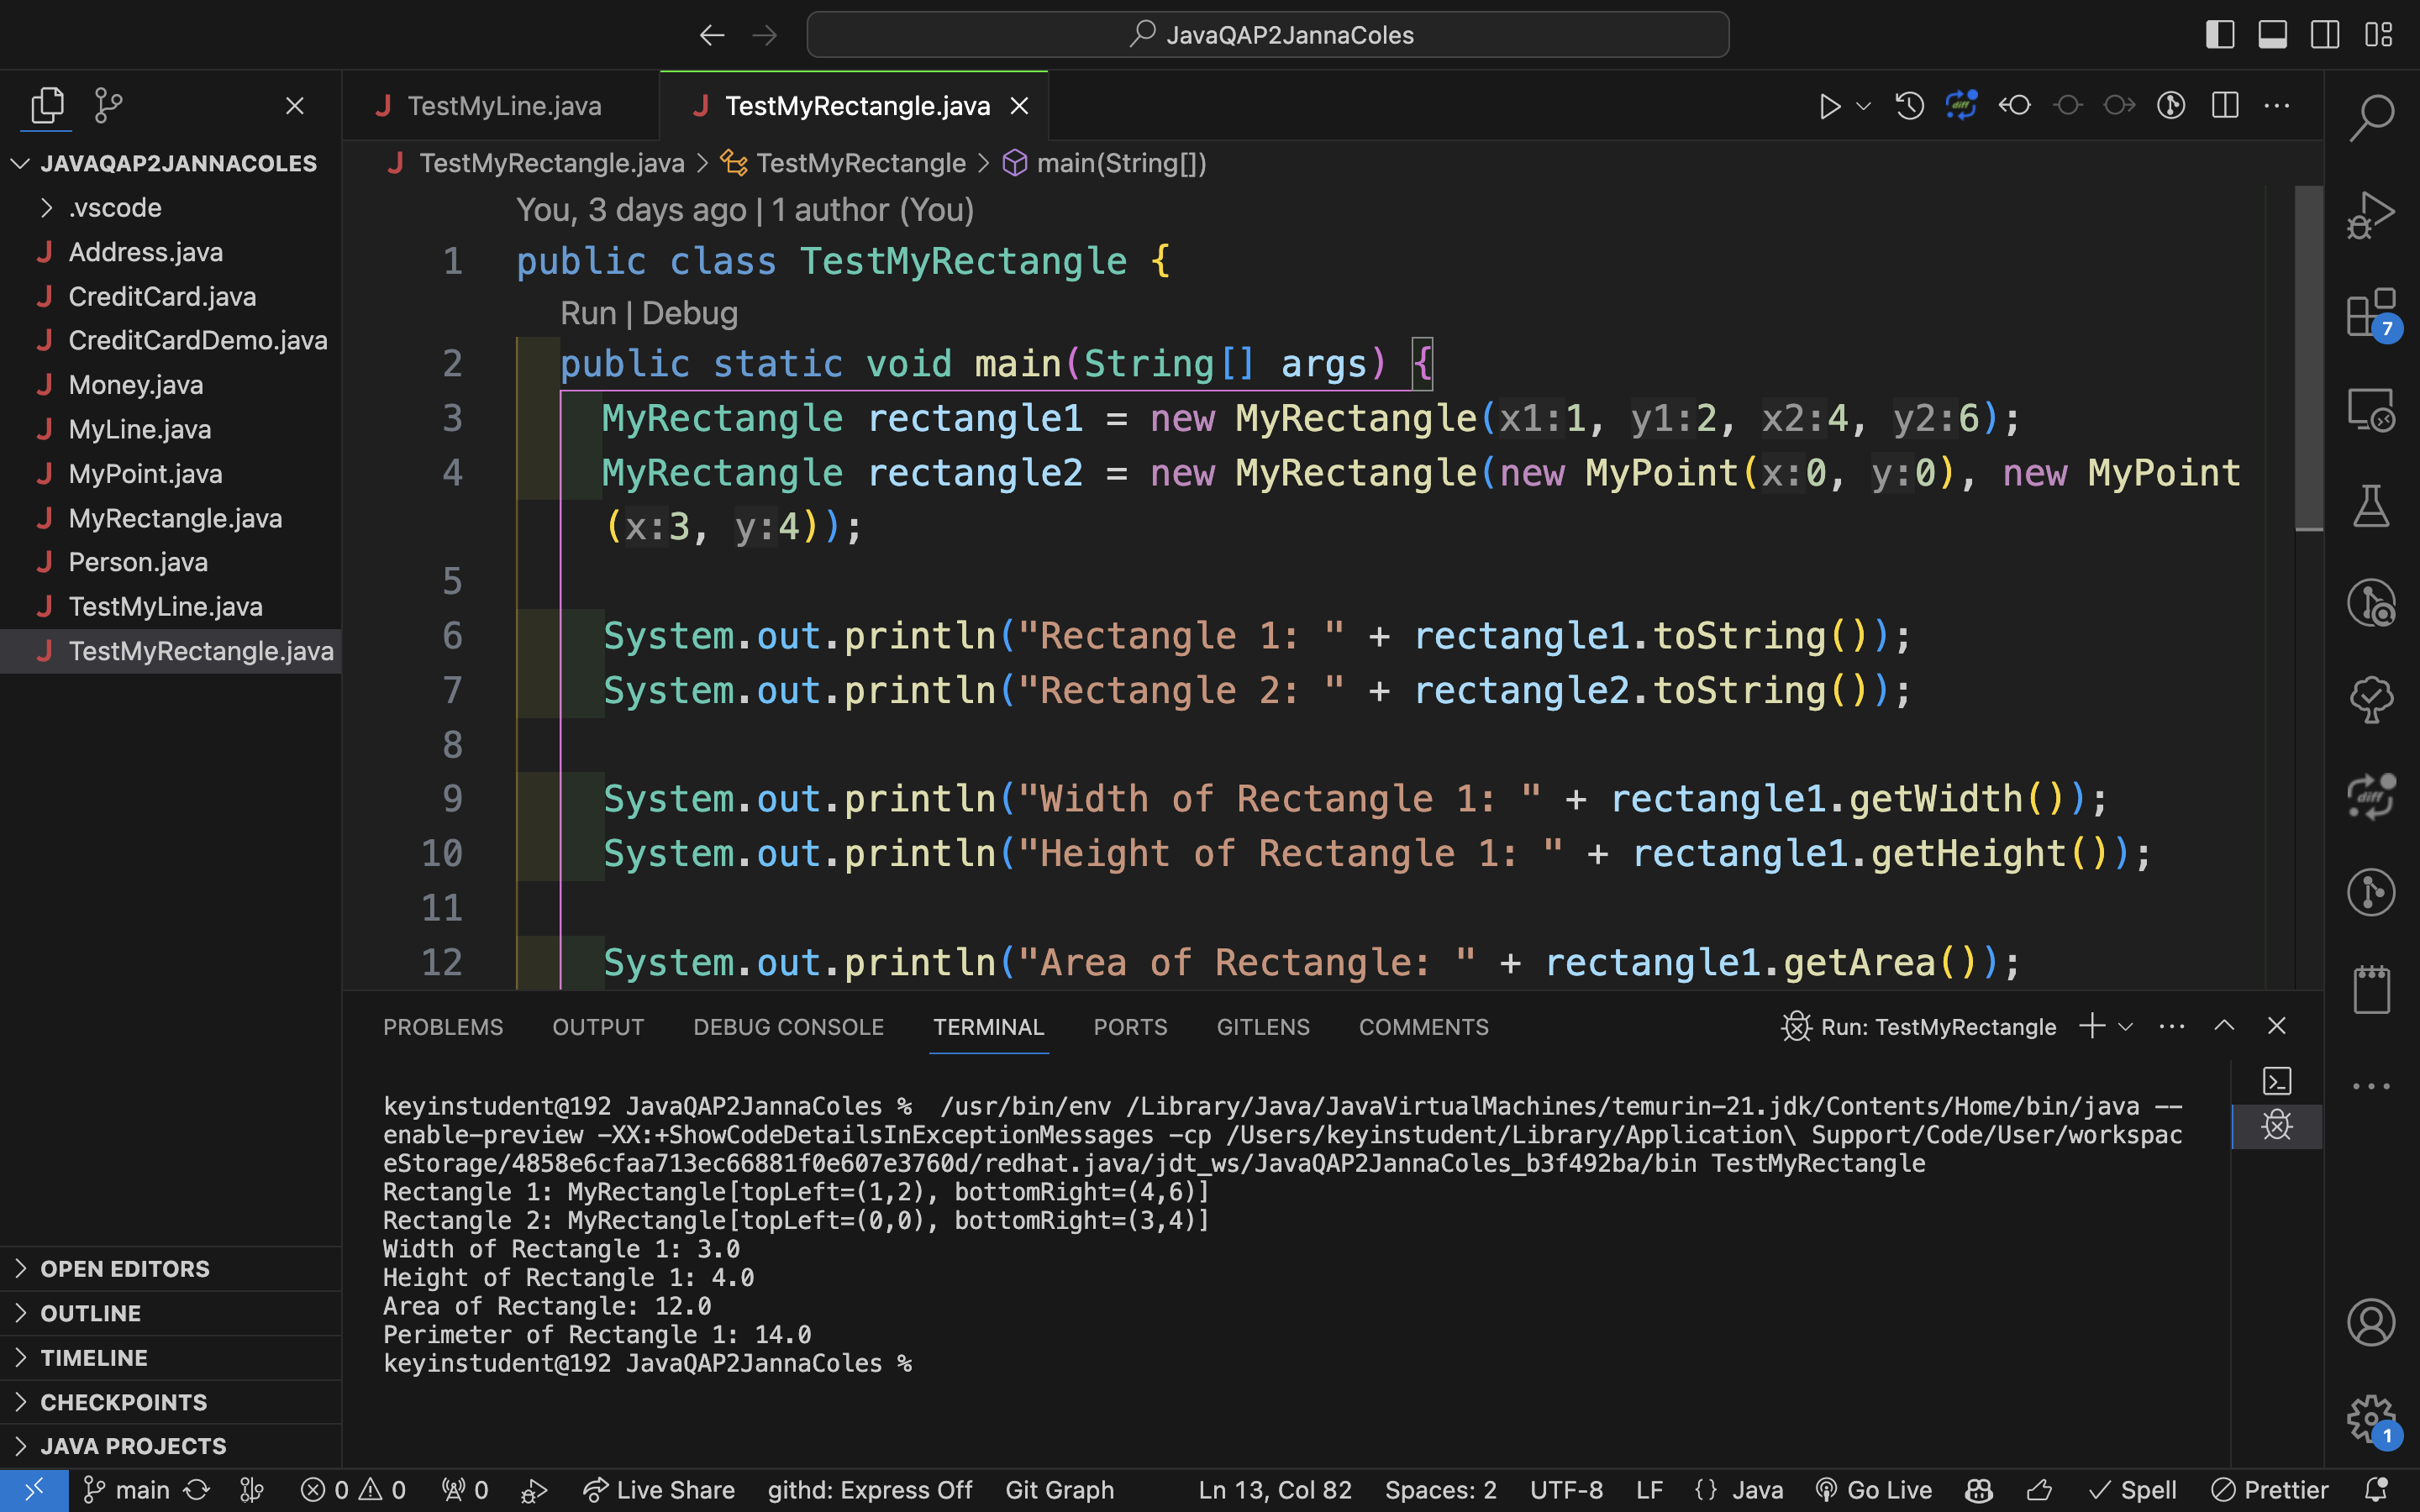 JavaQAP2JannaColes
TestMyLine.java
TestMyRectangle.java
JAVAQAP2JANNACOLES
.vscode
Address.java
CreditCard.java
CreditCardDemo.java
Money.java
MyLine.java
MyPoint.java
MyRectangle.java
Person.java
TestMyLine.java
TestMyRectangle.java
OPEN EDITORS
OUTLINE
TIMELINE
CHECKPOINTS
JAVA PROJECTS
TestMyRectangle.java > TestMyRectangle > main(String[])
You, 3 days ago | 1 author (You)
1 public class TestMyRectangle {
Run | Debug
2 public static void main(String[] args) {
3 MyRectangle rectangle1 = new MyRectangle(x1:1, y1:2, x2:4, y2:6);
4 MyRectangle rectangle2 = new MyRectangle(new MyPoint(x:0, y:0), new MyPoint
(x:3, y:4));
5
6 System.out.println("Rectangle 1: " + rectangle1.toString());
7 System.out.println("Rectangle 2: " + rectangle2.toString());
8
9 System.out.println("Width of Rectangle 1: " + rectangle1.getWidth());
10 System.out.println("Height of Rectangle 1: " + rectangle1.getHeight());
11
12 System.out.println("Area of Rectangle: " + rectangle1.getArea());
diff
7
diff
1
PROBLEMS OUTPUT DEBUG CONSOLE TERMINAL PORTS GITLENS COMMENTS
Run: TestMyRectangle
keyinstudent@192 JavaQAP2JannaColes % /usr/bin/env /Library/Java/JavaVirtualMachines/temurin-21.jdk/Contents/Home/bin/java --
enable-preview -XX:+ShowCodeDetailsInExceptionMessages -cp /Users/keyinstudent/Library/Application\ Support/Code/User/workspac
eStorage/4858e6cfaa713ec66881f0e607e3760d/redhat.java/jdt_ws/JavaQAP2JannaColes_b3f492ba/bin TestMyRectangle
Rectangle 1: MyRectangle[topLeft=(1,2), bottomRight=(4,6)]
Rectangle 2: MyRectangle[topLeft=(0,0), bottomRight=(3,4)]
Width of Rectangle 1: 3.0
Height of Rectangle 1: 4.0
Area of Rectangle: 12.0
Perimeter of Rectangle 1: 14.0
keyinstudent@192 JavaQAP2JannaColes %
main 0 0 0 Live Share githd: Express Off Git Graph Ln 13, Col 82 Spaces: 2 UTF-8 LF {} Java Go Live Spell Prettier